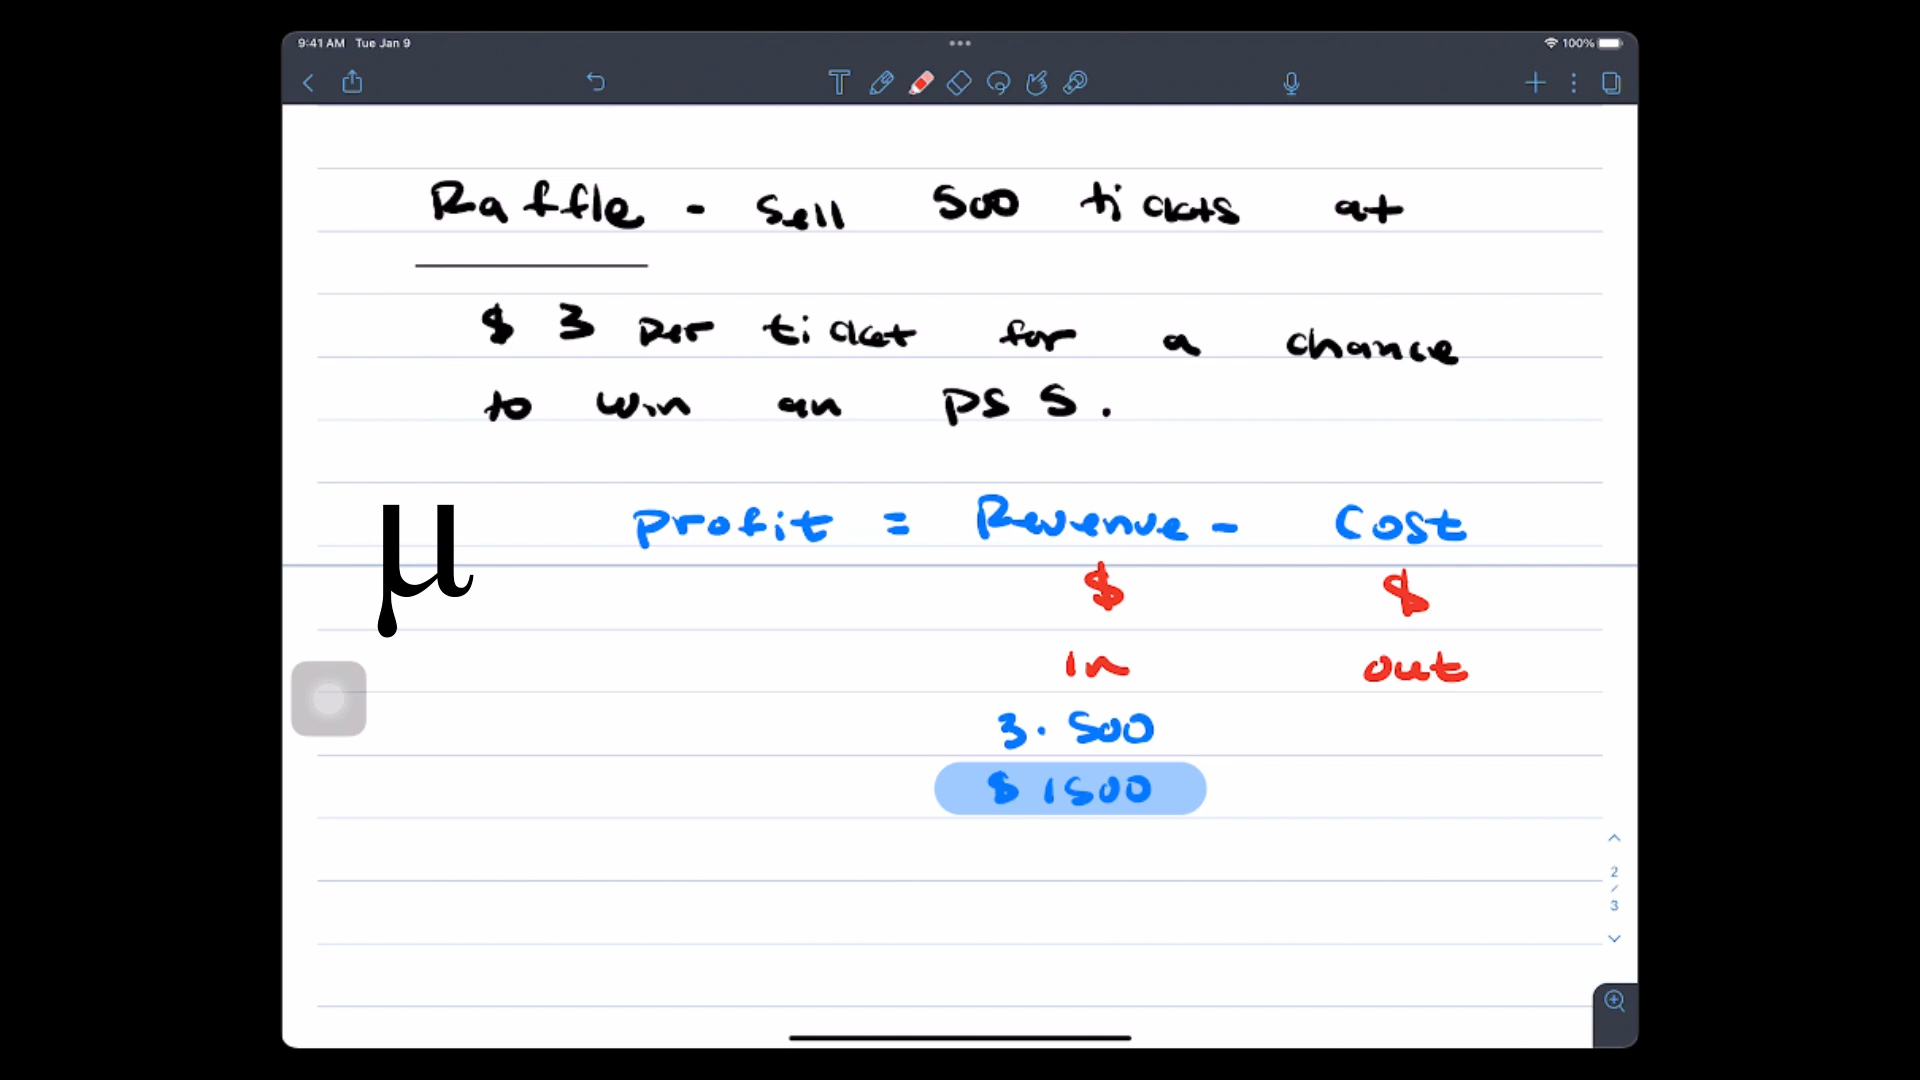 9:41 AM Tue Jan 9 100%
Raffle - Sell 500 tickets at
$ 3 per ticket for a chance
to win an PS 5.
μ
profit = Revenue - Cost
$ $
in out
3 · 500
$ 1500
2
/
3